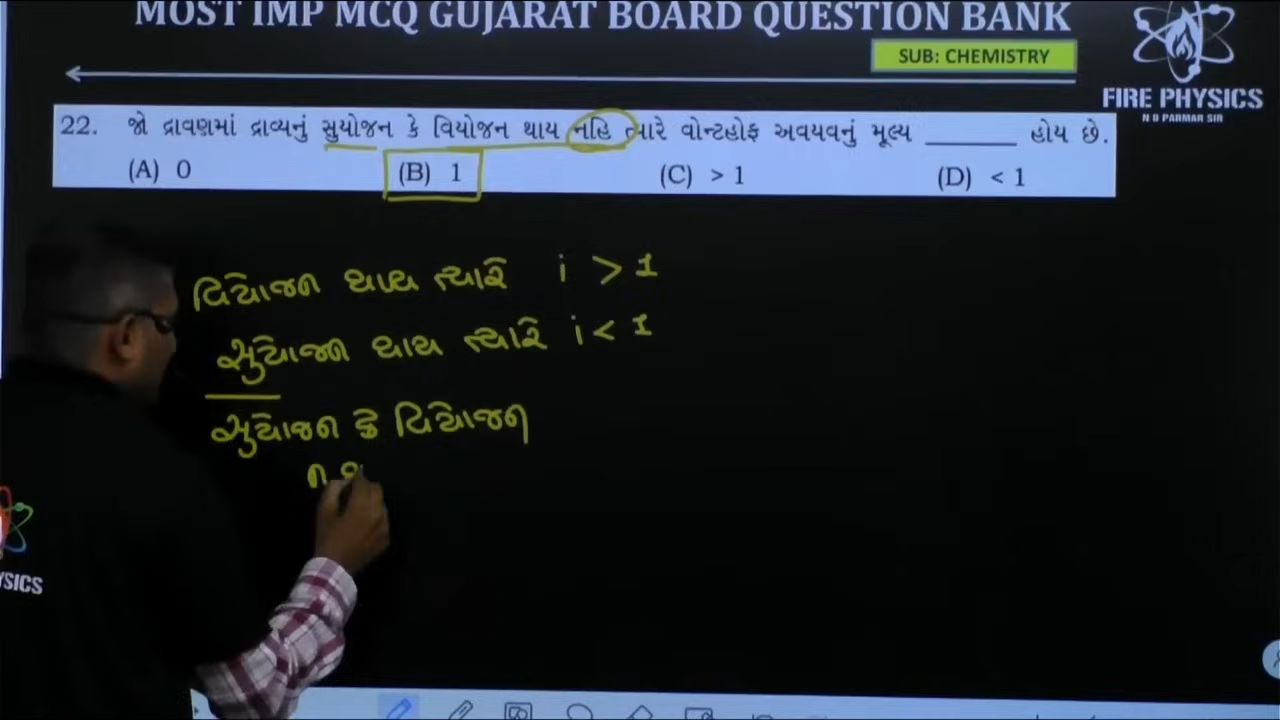 MOST IMP MCQ GUJARAT BOARD QUESTION BANK
SUB: CHEMISTRY
FIRE PHYSICS
N B PARMAR SIR
22. જો દ્રાવણમાં દ્રાવ્યનું સુયોજન કે વિયોજન થાય નહિ ત્યારે વોન્ટહોફ અવયવનું મૂલ્ય ______ હોય છે.
(A) 0 (B) 1 (C) > 1 (D) < 1
વિયોજન થાય ત્યારે i > 1
સુયોજન થાય ત્યારે i < 1
સુયોજન કે વિયોજન
ન થ
SICS